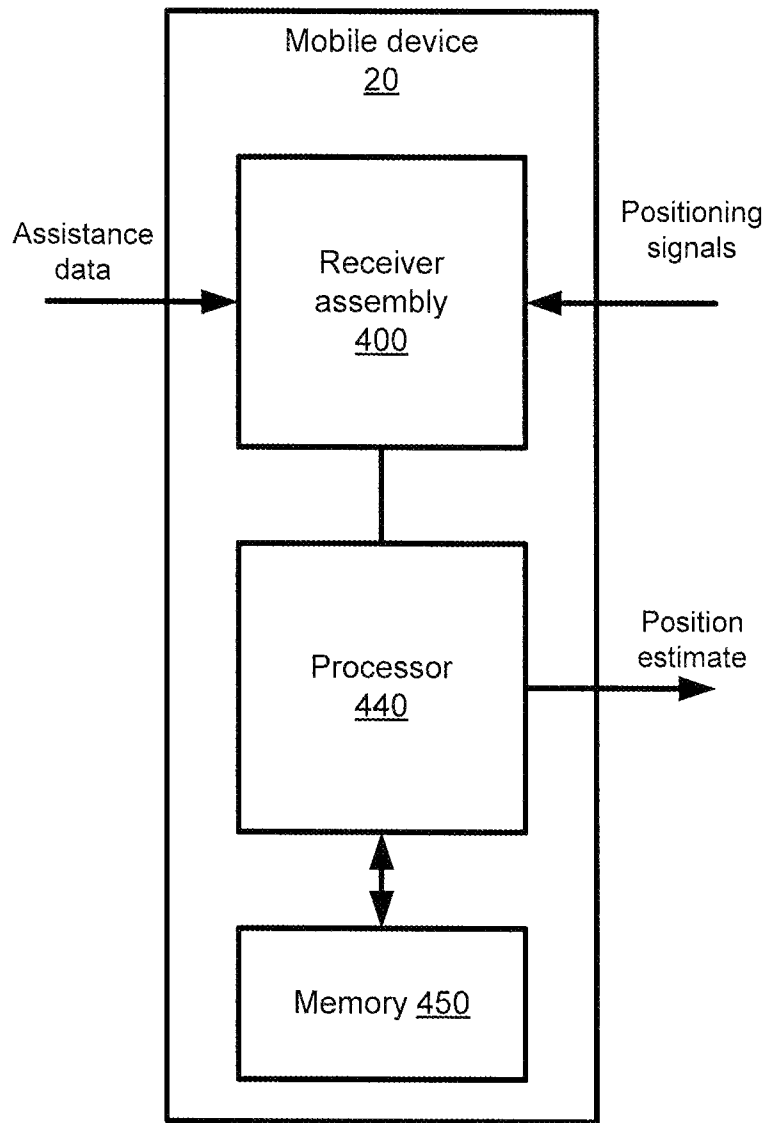 Mobile device
20
Assistance
data
Receiver
assembly
400
Positioning
signals
Processor
440
Position
estimate
Memory 450